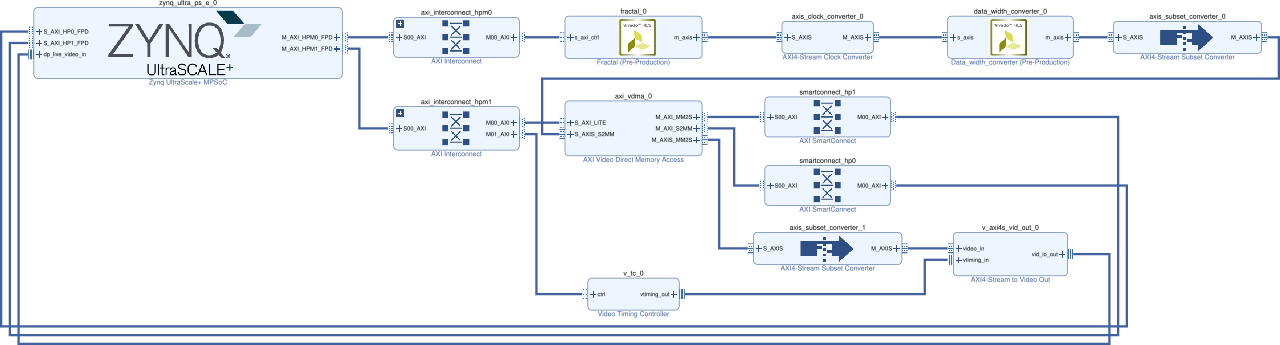 zynq_ultra_ps_e_0
S_AXI_HP0_FPD
S_AXI_HP1_FPD
dp_live_video_in
ZYNQ
UltraSCALE+
M_AXI_HPM0_FPD
M_AXI_HPM1_FPD
Zynq UltraScale+ MPSoC
axi_interconnect_hpm0
S00_AXI
M00_AXI
AXI Interconnect
fractal_0
s_axi_ctrl
m_axis
Fractal (Pre-Production)
axis_clock_converter_0
S_AXIS
M_AXIS
AXI4-Stream Clock Converter
data_width_converter_0
s_axis
m_axis
Data_width_converter (Pre-Production)
axis_subset_converter_0
S_AXIS
M_AXIS
AXI4-Stream Subset Converter
axi_interconnect_hpm1
S00_AXI
M00_AXI
M01_AXI
AXI Interconnect
axi_vdma_0
S_AXI_LITE
S_AXIS_S2MM
M_AXI_MM2S
M_AXI_S2MM
M_AXIS_MM2S
AXI Video Direct Memory Access
smartconnect_hp1
S00_AXI
M00_AXI
AXI SmartConnect
smartconnect_hp0
S00_AXI
M00_AXI
AXI SmartConnect
axis_subset_converter_1
S_AXIS
M_AXIS
AXI4-Stream Subset Converter
v_axi4s_vid_out_0
video_in
vtiming_in
vid_io_out
AXI4-Stream to Video Out
v_tc_0
ctrl
vtiming_out
Video Timing Controller